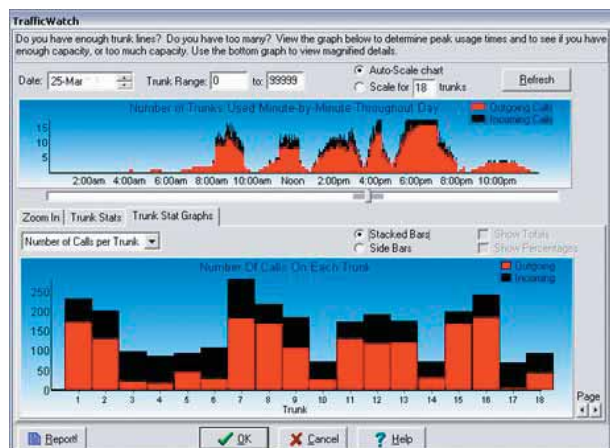 TrafficWatch
Do you have enough trunk lines? Do you have too many? View the graph below to determine peak usage times and to see if you have
enough capacity, or too much capacity. Use the bottom graph to view magnified details.
Date: 25-Mar Trunk Range: 0 to: 99999 Auto-Scale chart Refresh
Scale for 18 trunks
Number of Trunks Used Minute-by-Minute Throughout Day Outgoing Calls
Incoming Calls
15
10
5
2:00am 4:00am 6:00am 8:00am 10:00am Noon 2:00pm 4:00pm 6:00pm 8:00pm 10:00pm
Zoom In Trunk Stats Trunk Stat Graphs
Number of Calls per Trunk Stacked Bars Show Totals
Side Bars Show Percentages
Number Of Calls On Each Trunk Outgoing
Incoming
250
200
150
100
50
0
1 2 3 4 5 6 7 8 9 10 11 12 13 14 15 16 17 18
Trunk Page
Report! OK Cancel Help